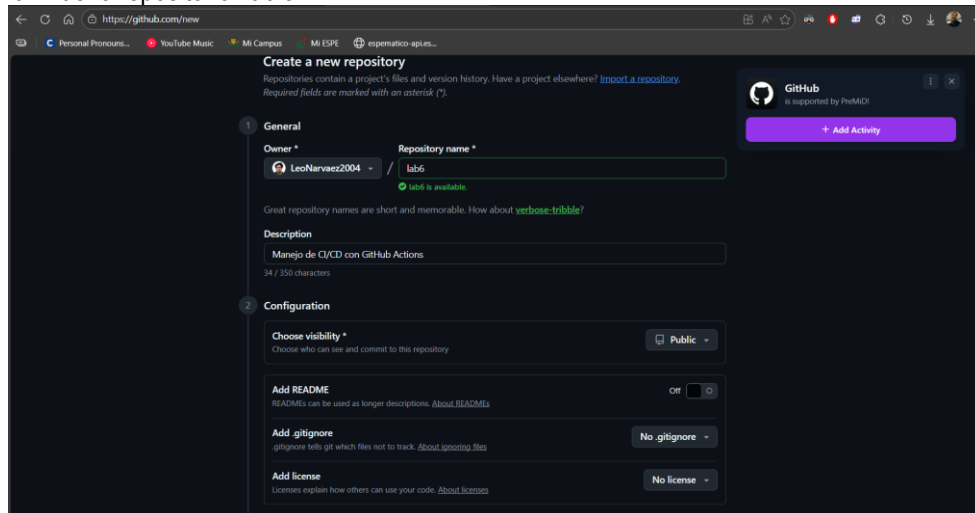 https://github.com/new
Personal Pronouns...
YouTube Music
Mi Campus
Mi ESPE
espematico-api.es...
Create a new repository
Repositories contain a project's files and version history. Have a project elsewhere? Import a repository.
Required fields are marked with an asterisk (*).
GitHub
is supported by PreMiD!
+ Add Activity
1 General
Owner *
Repository name *
LeoNarvaez2004 / lab6
lab6 is available.
Great repository names are short and memorable. How about verbose-tribble?
Description
Manejo de CI/CD con GitHub Actions
34 / 350 characters
2 Configuration
Choose visibility *
Choose who can see and commit to this repository
Public
Add README
READMEs can be used as longer descriptions. About READMEs
Off
Add .gitignore
.gitignore tells git which files not to track. About ignoring files
No .gitignore
Add license
Licenses explain how others can use your code. About licenses
No license